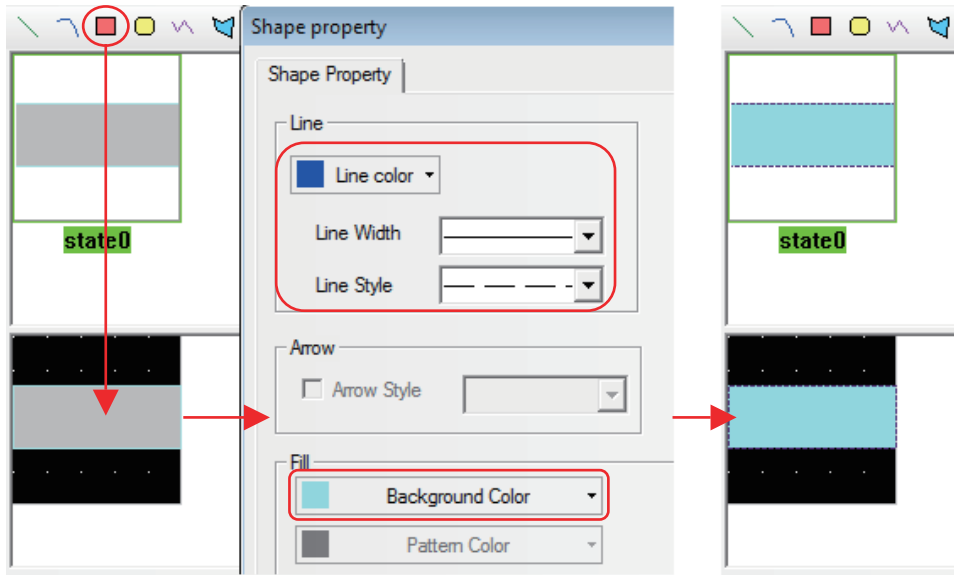 Shape property
Shape Property
Line
Line color
Line Width
Line Style
state0
Arrow
Arrow Style
Fill
Background Color
Pattern Color
state0